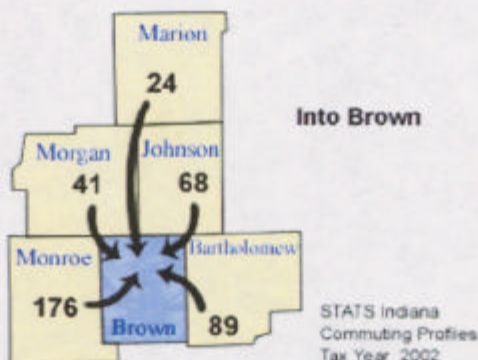 Marion
24
Into Brown
Morgan
Johnson
41
68
Monroe
Bartholomew
176
Brown
89
STATS Indiana
Commuting Profiles
Tax Year, 2002